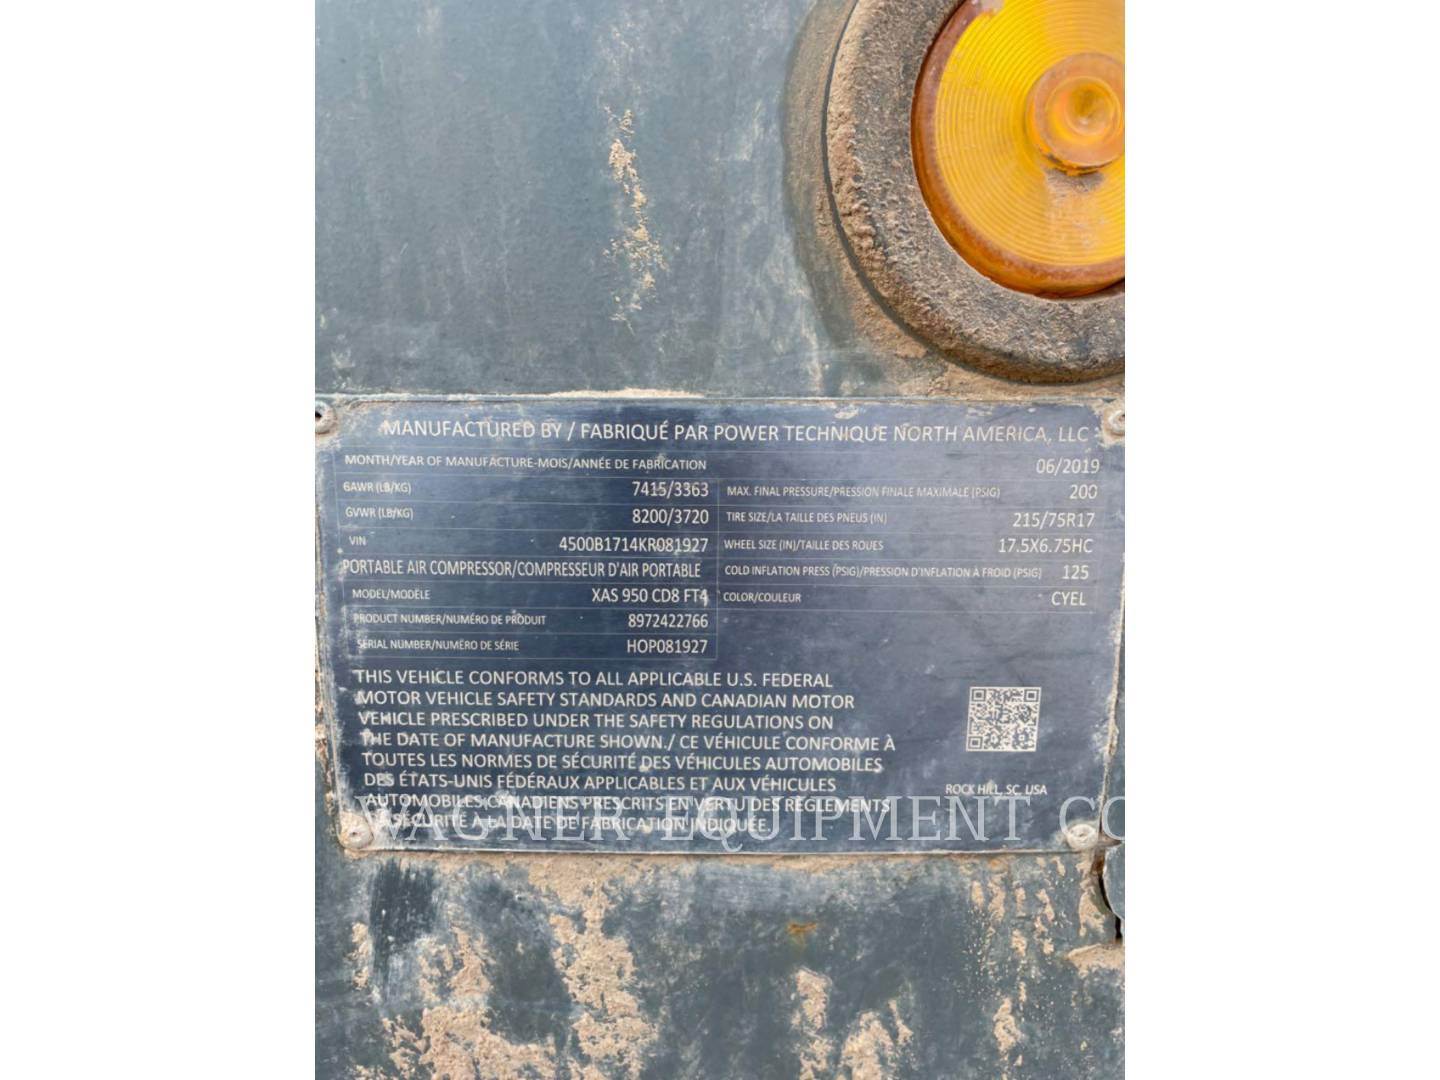 MANUFACTURED BY / FABRIQUÉ PAR POWER TECHNIQUE NORTH AMERICA, LLC
MONTH/YEAR OF MANUFACTURE-MOIS/ANNÉE DE FABRICATION 06/2019
GAWR (LB/KG) 7415/3363 MAX. FINAL PRESSURE/PRESSION FINALE MAXIMALE (PSIG) 200
GVWR (LB/KG) 8200/3720 TIRE SIZE/LA TAILLE DES PNEUS (IN) 215/75R17
VIN 4500B1714KR081927 WHEEL SIZE (IN)/TAILLE DES ROUES 17.5X6.75HC
PORTABLE AIR COMPRESSOR/COMPRESSEUR D'AIR PORTABLE COLD INFLATION PRESS (PSIG)/PRESSION D'INFLATION À FROID (PSIG) 125
MODEL/MODÈLE XAS 950 CD8 FT4 COLOR/COULEUR CYEL
PRODUCT NUMBER/NUMÉRO DE PRODUIT 8972422766
SERIAL NUMBER/NUMÉRO DE SÉRIE HOP081927
THIS VEHICLE CONFORMS TO ALL APPLICABLE U.S. FEDERAL
MOTOR VEHICLE SAFETY STANDARDS AND CANADIAN MOTOR
VEHICLE PRESCRIBED UNDER THE SAFETY REGULATIONS ON
THE DATE OF MANUFACTURE SHOWN./ CE VÉHICULE CONFORME À
TOUTES LES NORMES DE SÉCURITÉ DES VÉHICULES AUTOMOBILES
DES ÉTATS-UNIS FÉDÉRAUX APPLICABLES ET AUX VÉHICULES
AUTOMOBILES CANADIENS PRESCRITS EN VERTU DES RÈGLEMENTS
SÉCURITÉ À LA DATE DE FABRICATION INDIQUÉE.
ROCK HILL, SC, USA
WAGNER EQUIPMENT CO